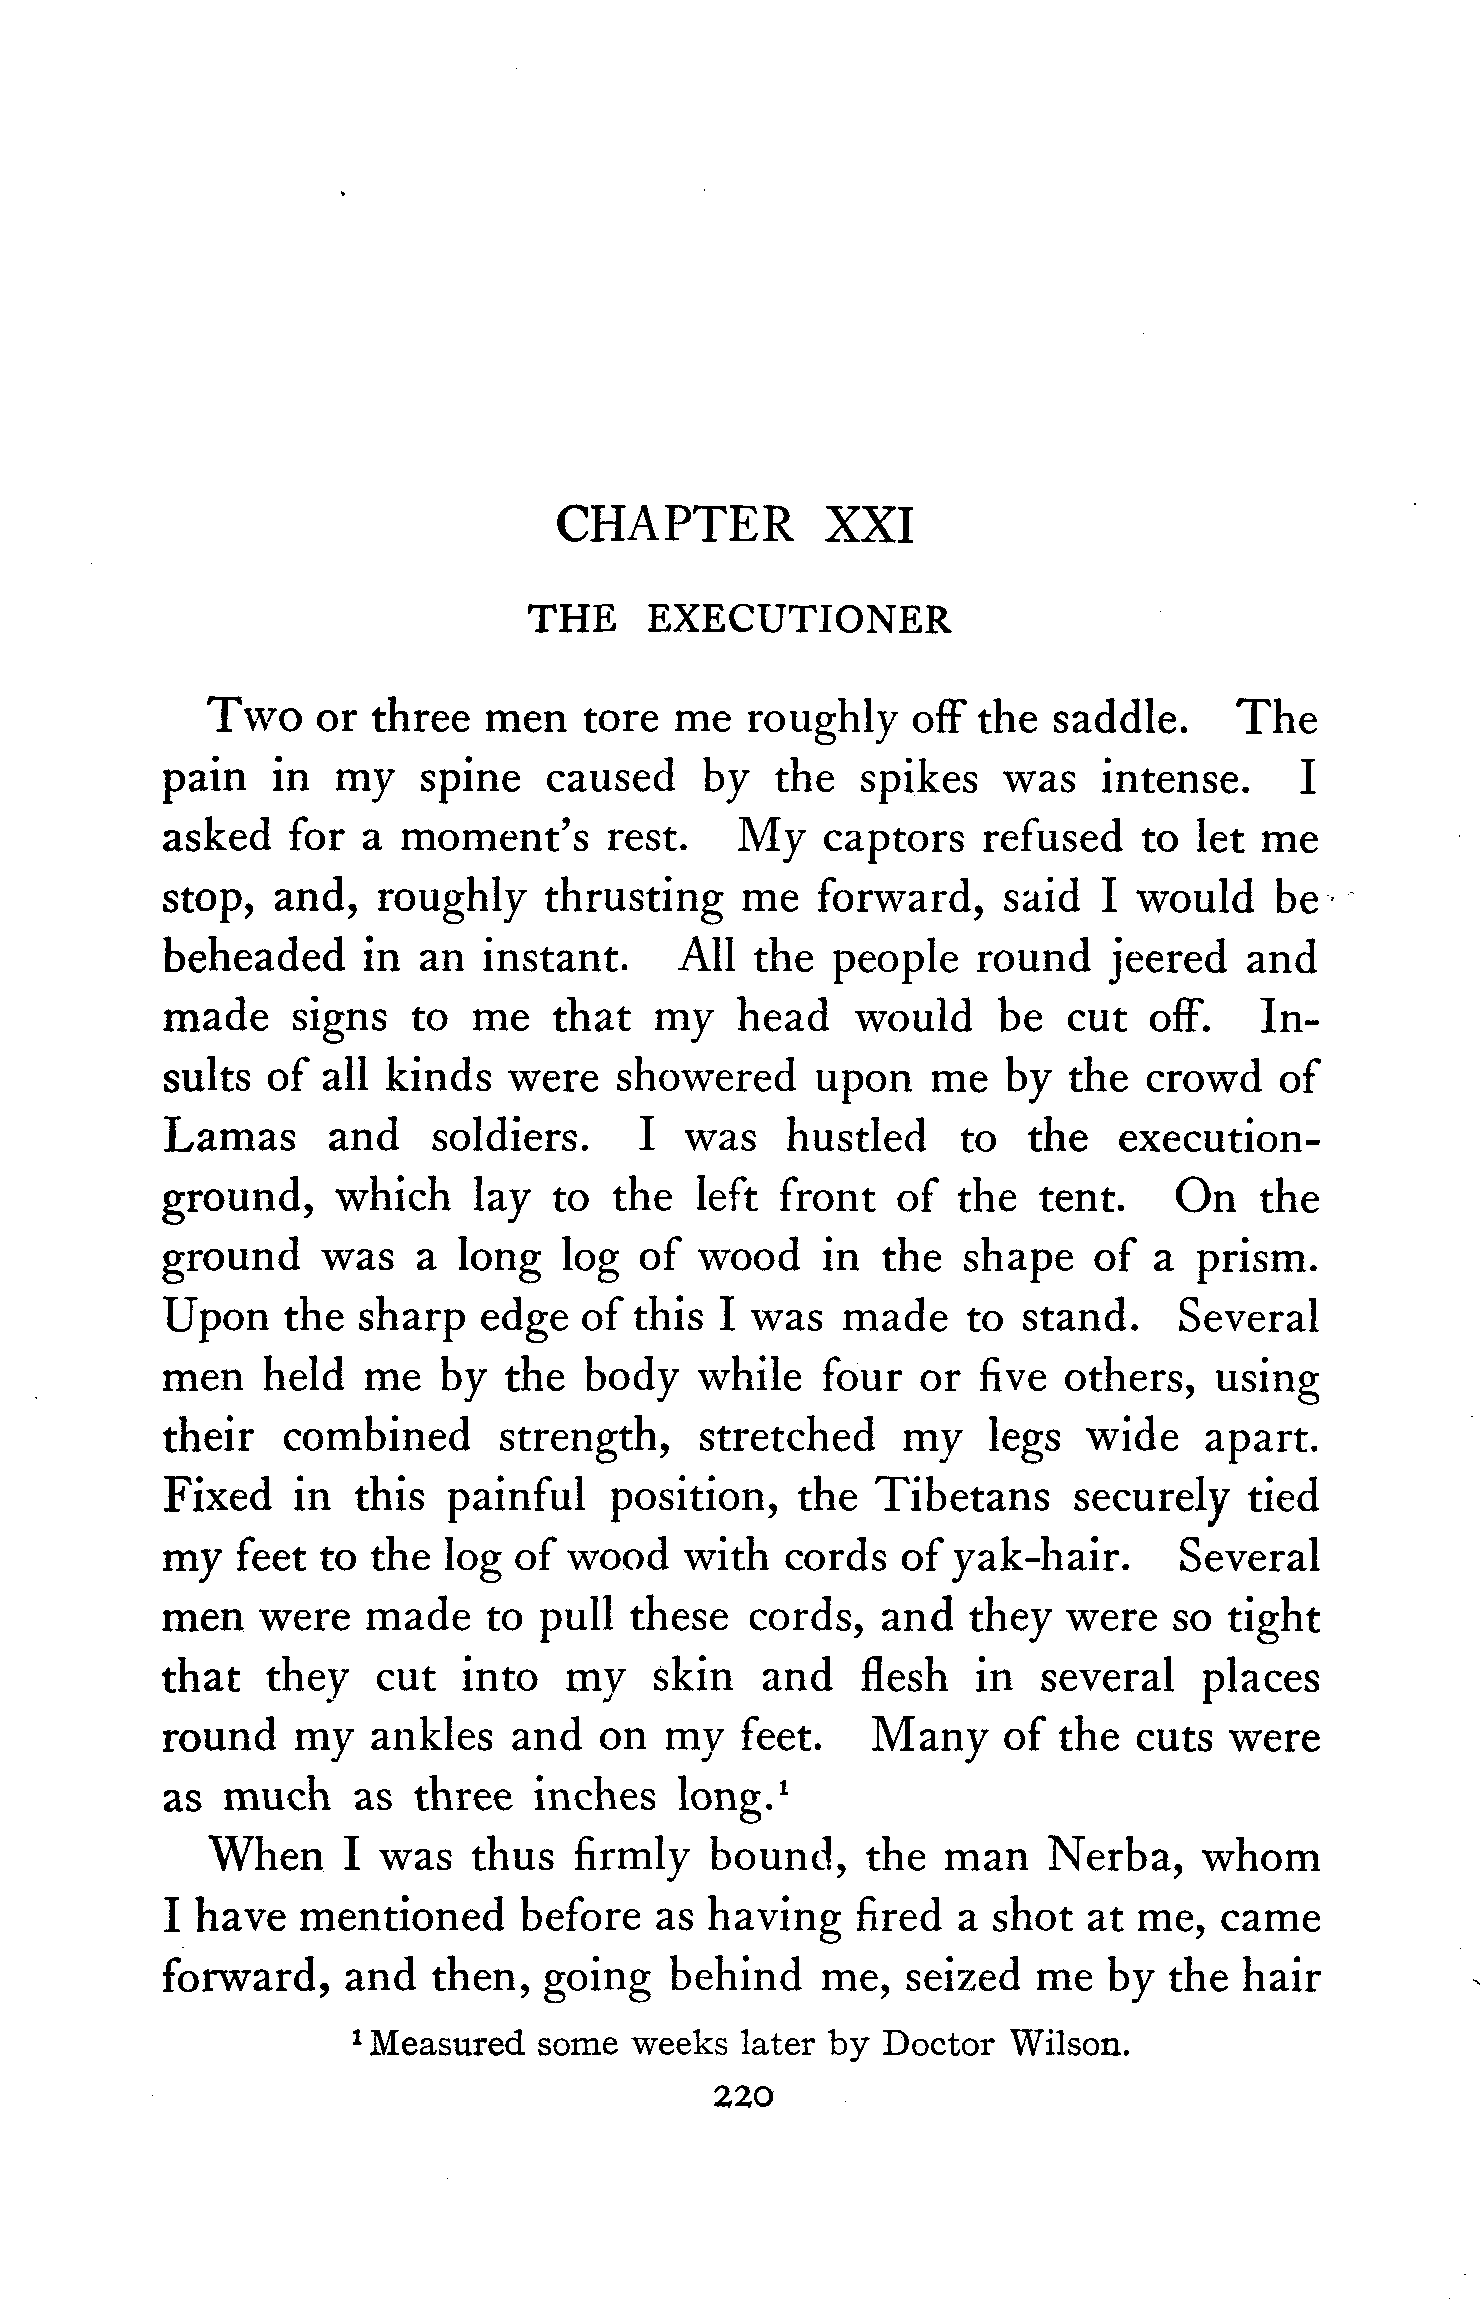 CHAPTER XXI
THE EXECUTIONER
Two or three men tore me roughly off the saddle. The
pain in my spine caused by the spikes was intense. I
asked for a moment's rest. My captors refused to let me
stop, and, roughly thrusting me forward, said I would be
beheaded in an instant. All the people round jeered and
made signs to me that my head would be cut off. In-
sults of all kinds were showered upon me by the crowd of
Lamas and soldiers. I was hustled to the execution-
ground, which lay to the left front of the tent. On the
ground was a long log of wood in the shape of a prism.
Upon the sharp edge of this I was made to stand. Several
men held me by the body while four or five others, using
their combined strength, stretched my legs wide apart.
Fixed in this painful position, the Tibetans securely tied
my feet to the log of wood with cords of yak-hair. Several
men were made to pull these cords, and they were so tight
that they cut into my skin and flesh in several places
round my ankles and on my feet. Many of the cuts were
as much as three inches long.¹
When I was thus firmly bound, the man Nerba, whom
I have mentioned before as having fired a shot at me, came
forward, and then, going behind me, seized me by the hair
¹ Measured some weeks later by Doctor Wilson.
220